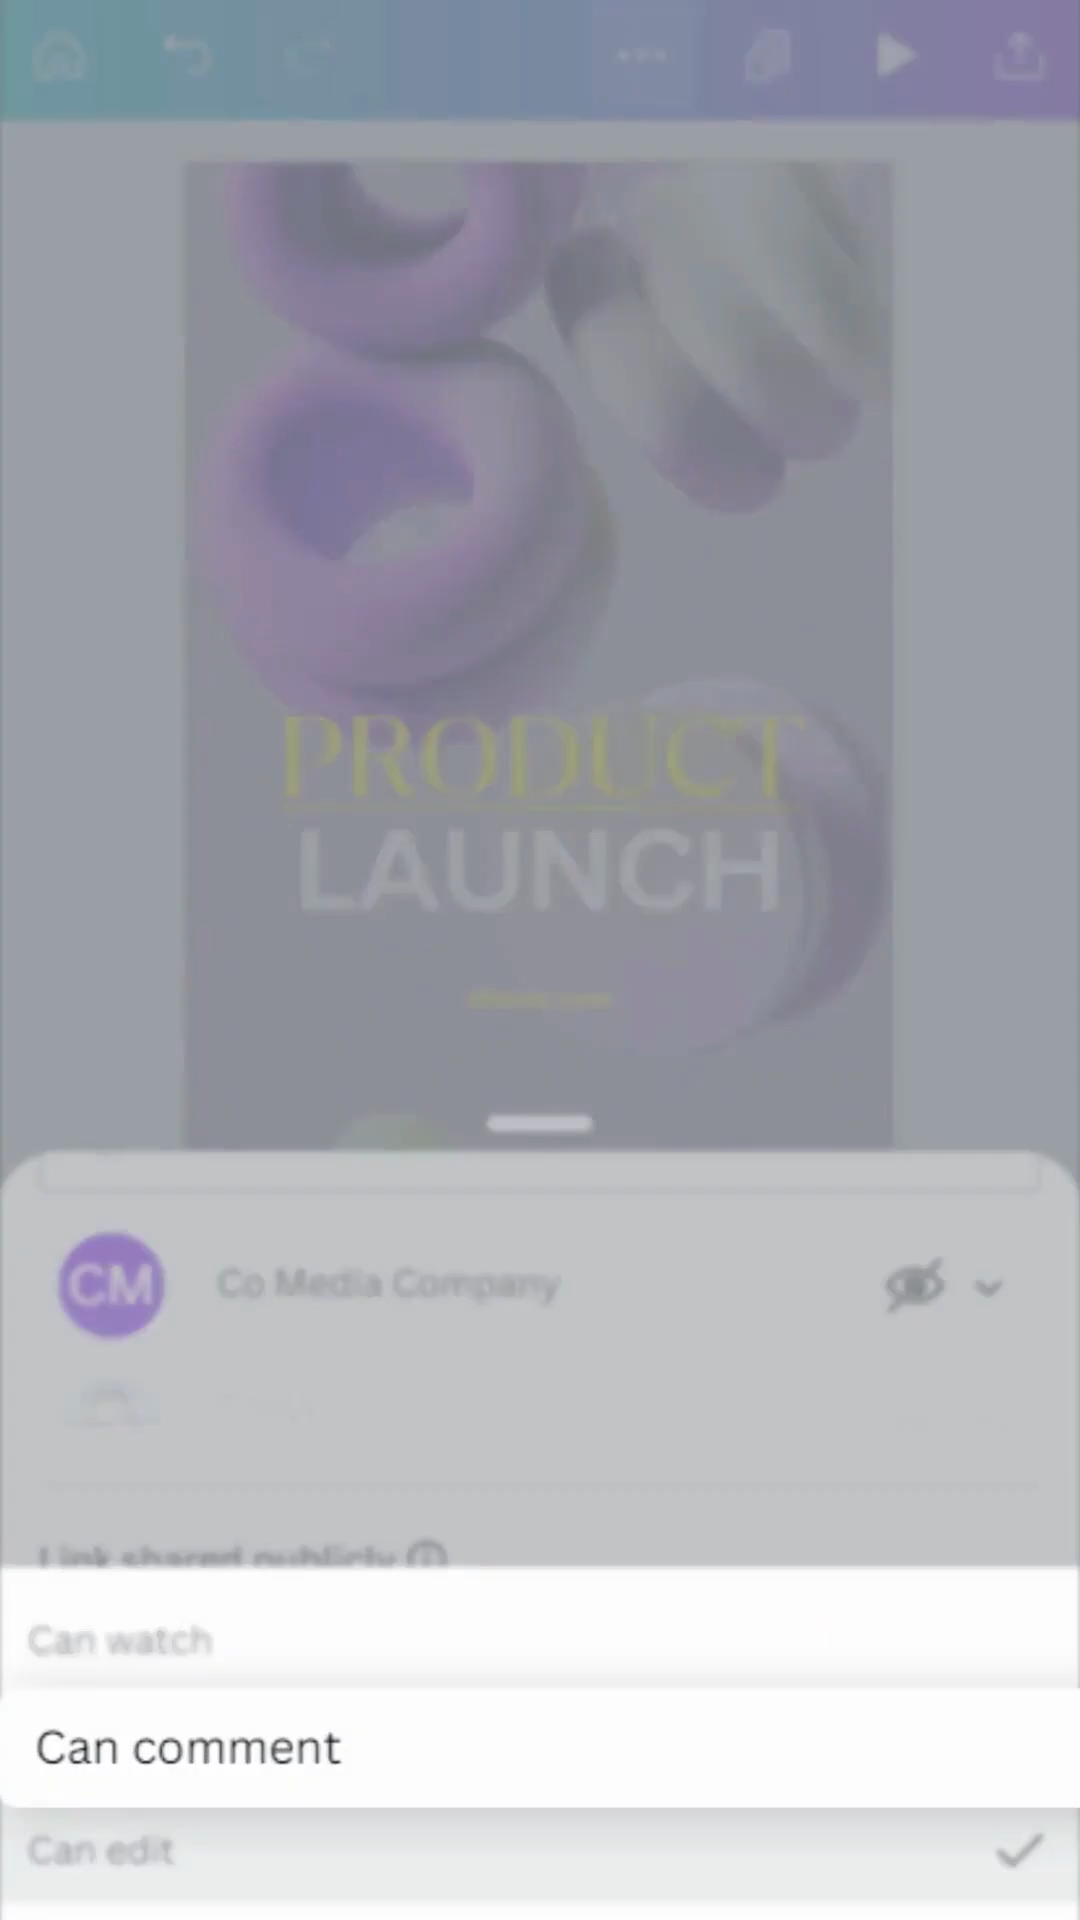 PRODUCT
LAUNCH
CM
Co Media Company
Link shared publicly
Can watch
Can comment
Can edit